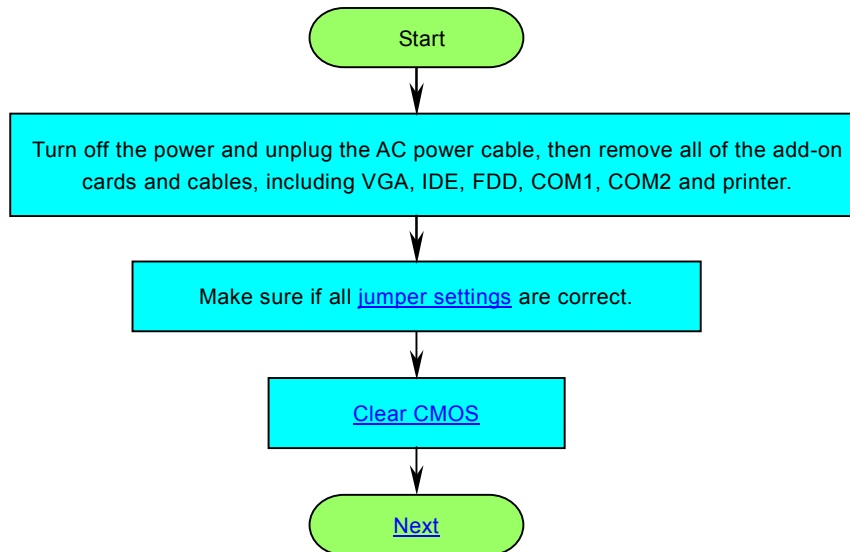 Start
Turn off the power and unplug the AC power cable, then remove all of the add-on
cards and cables, including VGA, IDE, FDD, COM1, COM2 and printer.
Make sure if all jumper settings are correct.
Clear CMOS
Next